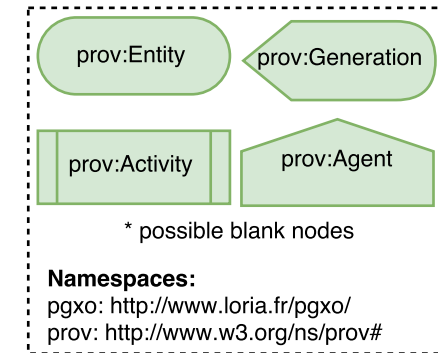 prov:Entity
prov:Generation
prov:Activity
prov:Agent
* possible blank nodes
Namespaces:
pgxo: http://www.loria.fr/pgxo/
prov: http://www.w3.org/ns/prov#